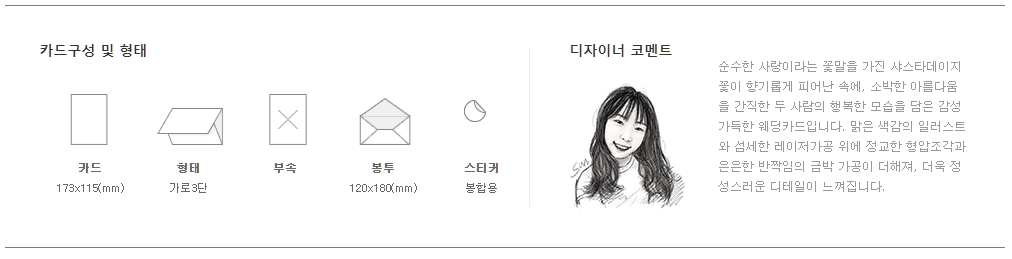 카드구성 및 형태
카드
173x115(mm)
형태
가로3단
부속
봉투
120x180(mm)
스티커
봉합용
디자이너 코멘트
순수한 사랑이라는 꽃말을 가진 샤스타데이지
꽃이 향기롭게 피어난 속에, 소박한 아름다움
을 간직한 두 사람의 행복한 모습을 담은 감성
가득한 웨딩카드입니다. 맑은 색감의 일러스트
와 섬세한 레이저가공 위에 정교한 형압조각과
은은한 반짝임의 금박 가공이 더해져, 더욱 정
성스러운 디테일이 느껴집니다.